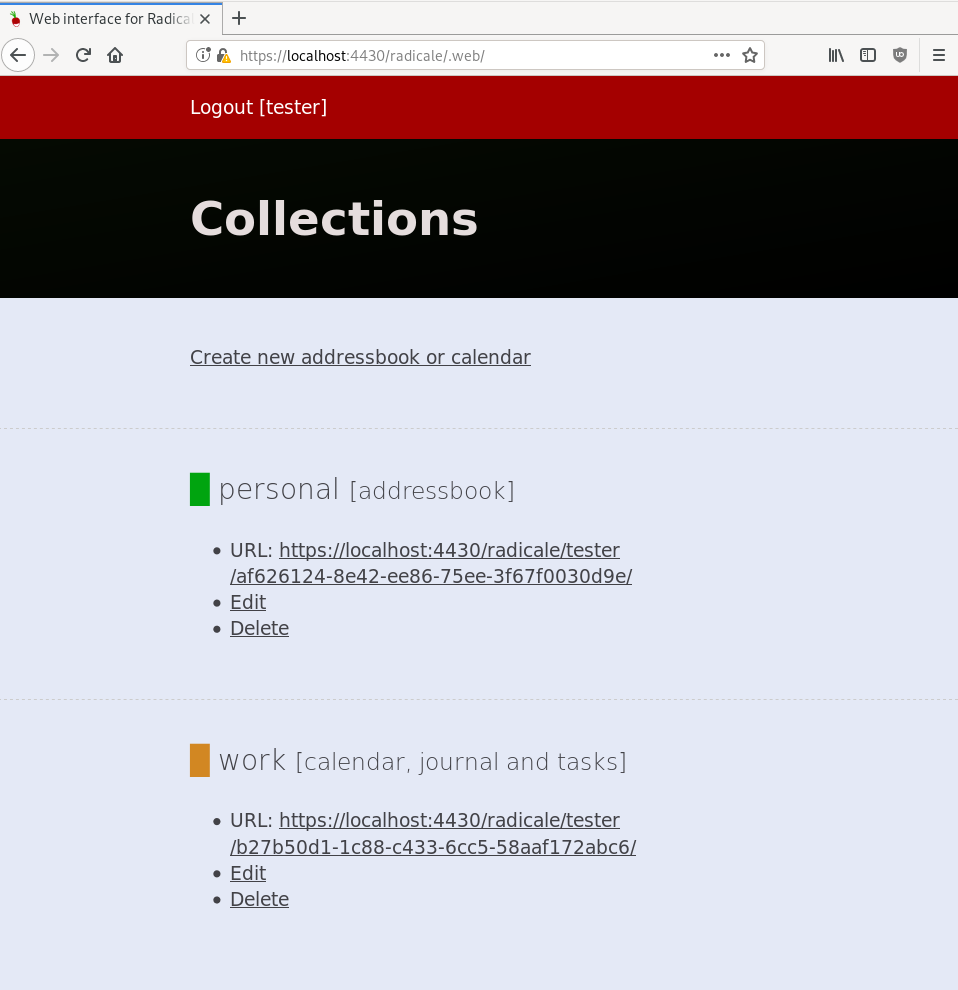 Web interface for Radical
https://localhost:4430/radicale/.web/
Logout [tester]
Collections
Create new addressbook or calendar
personal [addressbook]
URL: https://localhost:4430/radicale/tester
/af626124-8e42-ee86-75ee-3f67f0030d9e/
Edit
Delete
work [calendar, journal and tasks]
URL: https://localhost:4430/radicale/tester
/b27b50d1-1c88-c433-6cc5-58aaf172abc6/
Edit
Delete